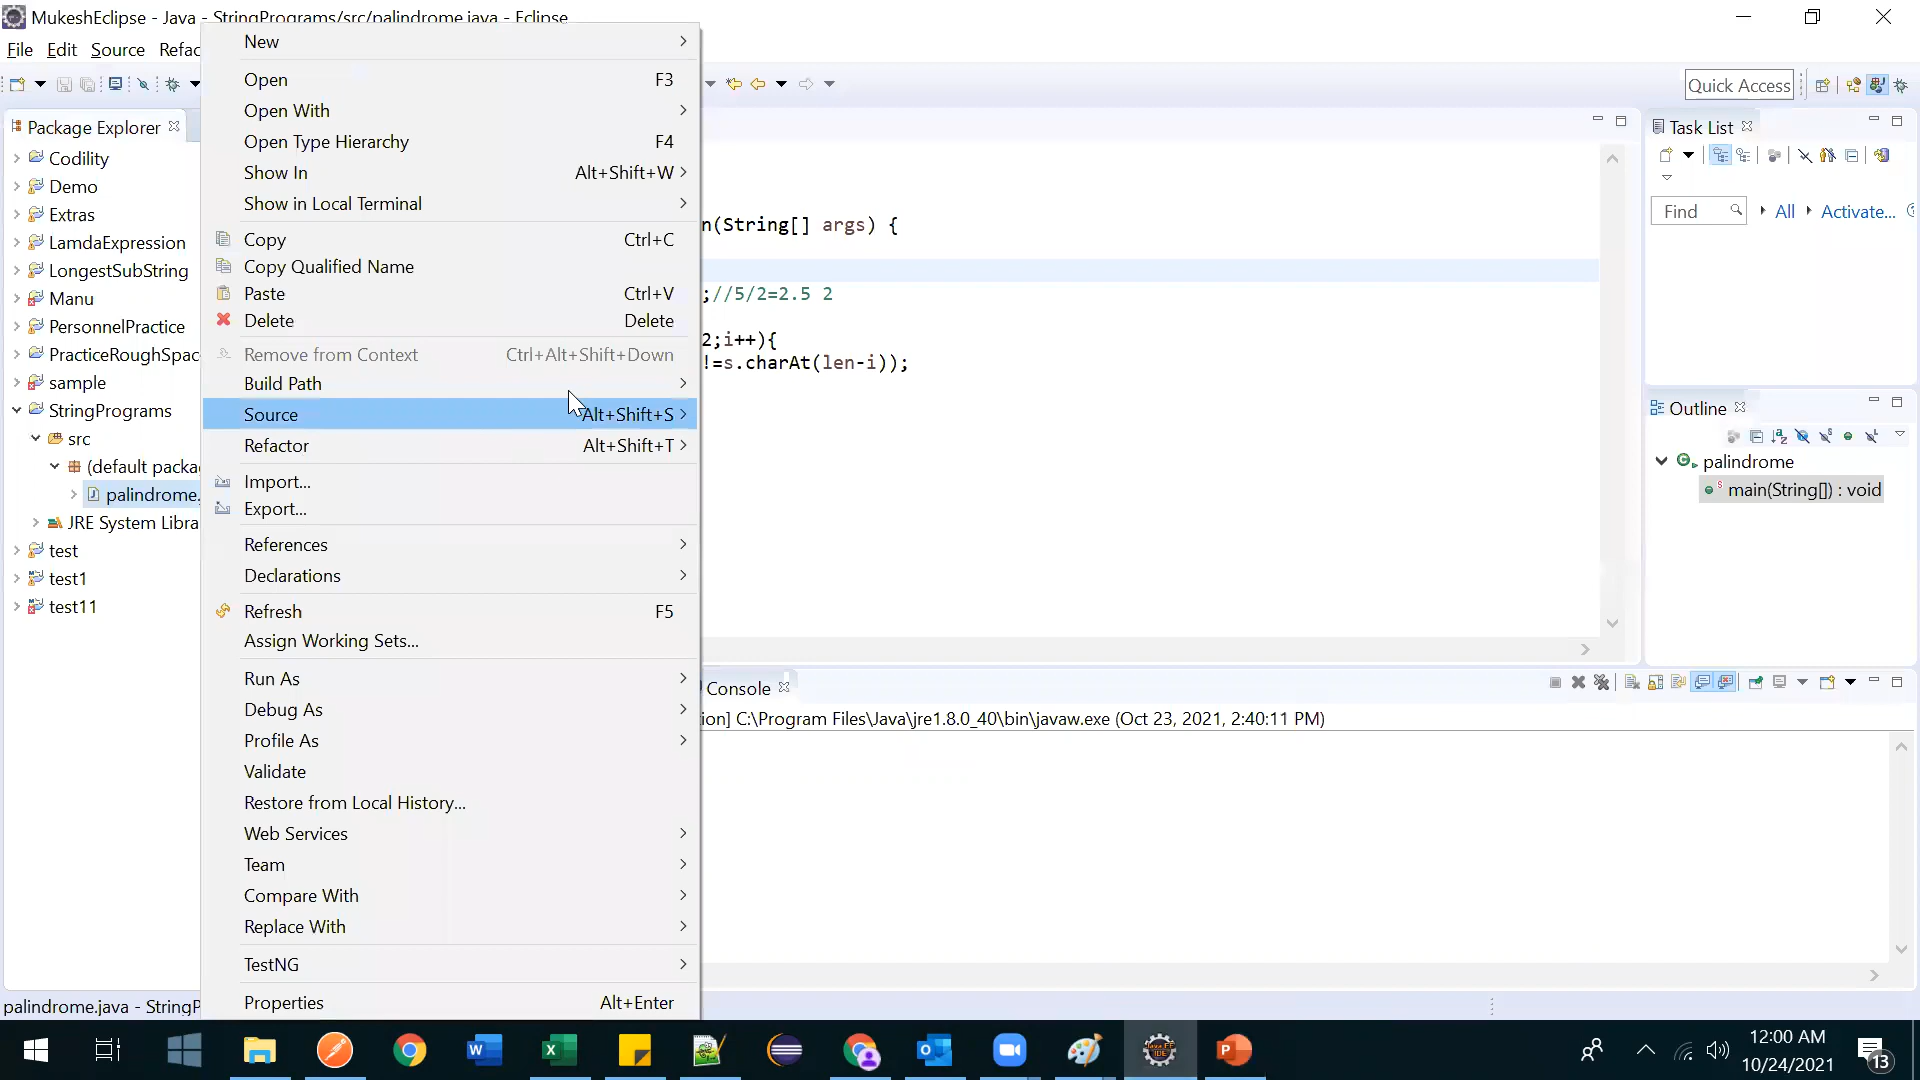 MukeshEclipse - Java - StringPrograms/src/palindrome.java - Eclipse
File Edit Source Refac
Quick Access
Package Explorer
Codility
Demo
Extras
LamdaExpression
LongestSubString
Manu
PersonnelPractice
PracticeRoughSpac
sample
StringPrograms
src
(default packa
palindrome.
JRE System Libra
test
test1
test11
New
Open F3
Open With
Open Type Hierarchy F4
Show In Alt+Shift+W
Show in Local Terminal
Copy Ctrl+C
Copy Qualified Name
Paste Ctrl+V
Delete Delete
Remove from Context Ctrl+Alt+Shift+Down
Build Path
Source Alt+Shift+S
Refactor Alt+Shift+T
Import...
Export...
References
Declarations
Refresh F5
Assign Working Sets...
Run As
Debug As
Profile As
Validate
Restore from Local History...
Web Services
Team
Compare With
Replace With
TestNG
Properties Alt+Enter
n(String[] args) {
;//5/2=2.5 2
2;i++){
!=s.charAt(len-i));
Task List
Find All Activate...
Outline
palindrome
main(String[]) : void
Console
ion] C:\Program Files\Java\jre1.8.0_40\bin\javaw.exe (Oct 23, 2021, 2:40:11 PM)
palindrome.java - StringP
12:00 AM
10/24/2021
13